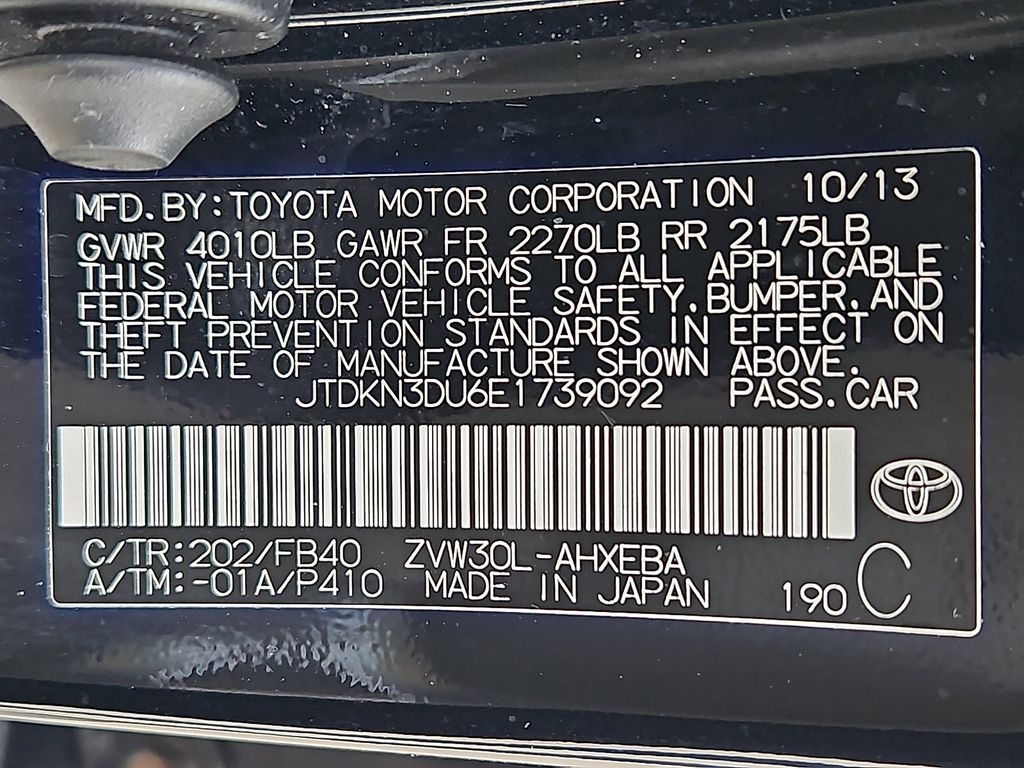 MFD.BY:TOYOTA MOTOR CORPORATION 10/13
GVWR 4010LB GAWR FR 2270LB RR 2175LB
THIS VEHICLE CONFORMS TO ALL APPLICABLE
FEDERAL MOTOR VEHICLE SAFETY,BUMPER,AND
THEFT PREVENTION STANDARDS IN EFFECT ON
THE DATE OF MANUFACTURE SHOWN ABOVE.
JTDKN3DU6E1739092 PASS.CAR
C/TR:202/FB40 ZVW30L-AHXEBA
A/TM:-01A/P410 MADE IN JAPAN 190 C